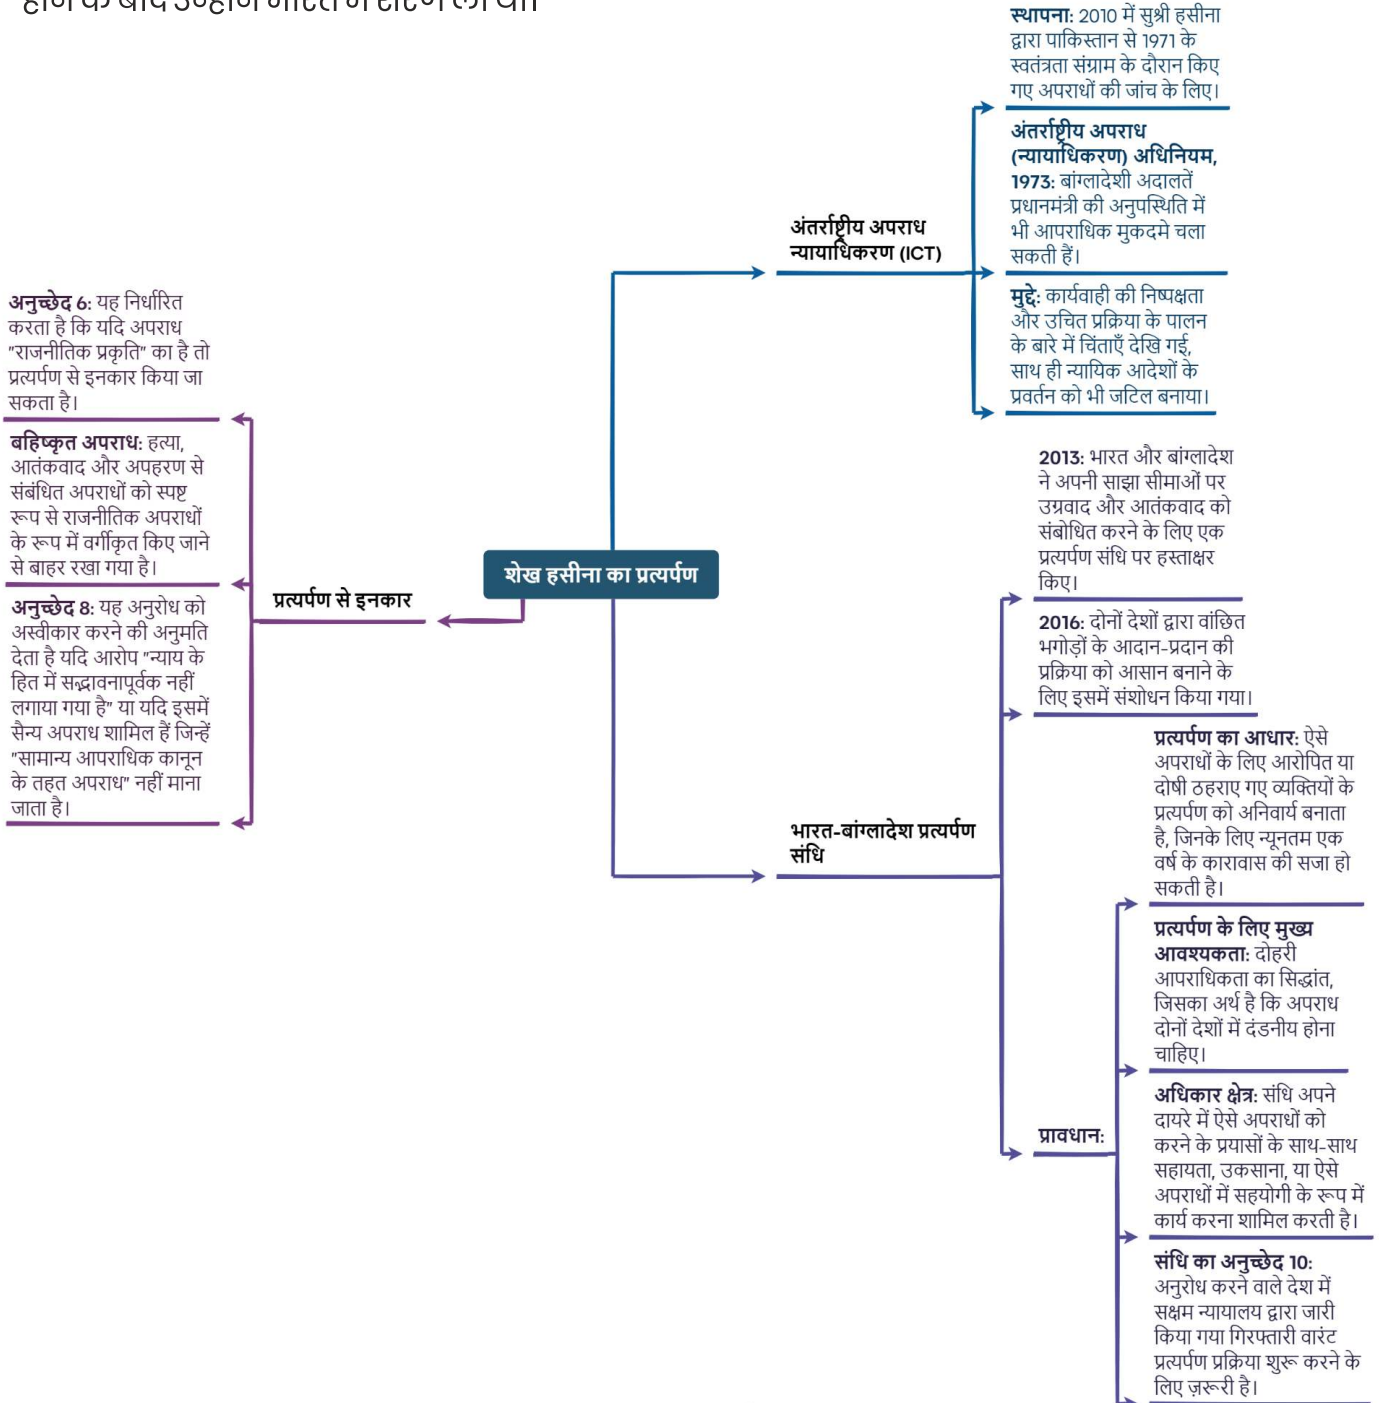 होने के बाद उन्होंने भारत में शरण ली थी।
स्थापना: 2010 में सुश्री हसीना
द्वारा पाकिस्तान से 1971 के
स्वतंत्रता संग्राम के दौरान किए
गए अपराधों की जांच के लिए।
अंतर्राष्ट्रीय अपराध
(न्यायाधिकरण) अधिनियम,
1973: बांग्लादेशी अदालतें
प्रधानमंत्री की अनुपस्थिति में
भी आपराधिक मुकदमे चला
सकती हैं।
मुद्दे: कार्यवाही की निष्पक्षता
और उचित प्रक्रिया के पालन
के बारे में चिंताएँ देखि गई,
साथ ही न्यायिक आदेशों के
प्रवर्तन को भी जटिल बनाया।
अंतर्राष्ट्रीय अपराध
न्यायाधिकरण (ICT)
शेख हसीना का प्रत्यर्पण
प्रत्यर्पण से इनकार
अनुच्छेद 6: यह निर्धारित
करता है कि यदि अपराध
"राजनीतिक प्रकृति" का है तो
प्रत्यर्पण से इनकार किया जा
सकता है।
बहिष्कृत अपराध: हत्या,
आतंकवाद और अपहरण से
संबंधित अपराधों को स्पष्ट
रूप से राजनीतिक अपराधों
के रूप में वर्गीकृत किए जाने
से बाहर रखा गया है।
अनुच्छेद 8: यह अनुरोध को
अस्वीकार करने की अनुमति
देता है यदि आरोप "न्याय के
हित में सद्भावनापूर्वक नहीं
लगाया गया है" या यदि इसमें
सैन्य अपराध शामिल हैं जिन्हें
"सामान्य आपराधिक कानून
के तहत अपराध" नहीं माना
जाता है।
भारत-बांग्लादेश प्रत्यर्पण
संधि
2013: भारत और बांग्लादेश
ने अपनी साझा सीमाओं पर
उग्रवाद और आतंकवाद को
संबोधित करने के लिए एक
प्रत्यर्पण संधि पर हस्ताक्षर
किए।
2016: दोनों देशों द्वारा वांछित
भगोड़ों के आदान-प्रदान की
प्रक्रिया को आसान बनाने के
लिए इसमें संशोधन किया गया।
प्रावधान:
प्रत्यर्पण का आधार: ऐसे
अपराधों के लिए आरोपित या
दोषी ठहराए गए व्यक्तियों के
प्रत्यर्पण को अनिवार्य बनाता
है, जिनके लिए न्यूनतम एक
वर्ष के कारावास की सजा हो
सकती है।
प्रत्यर्पण के लिए मुख्य
आवश्यकता: दोहरी
आपराधिकता का सिद्धांत,
जिसका अर्थ है कि अपराध
दोनों देशों में दंडनीय होना
चाहिए।
अधिकार क्षेत्र: संधि अपने
दायरे में ऐसे अपराधों को
करने के प्रयासों के साथ-साथ
सहायता, उकसाना, या ऐसे
अपराधों में सहयोगी के रूप में
कार्य करना शामिल करती है।
संधि का अनुच्छेद 10:
अनुरोध करने वाले देश में
सक्षम न्यायालय द्वारा जारी
किया गया गिरफ्तारी वारंट
प्रत्यर्पण प्रक्रिया शुरू करने के
लिए ज़रूरी है।